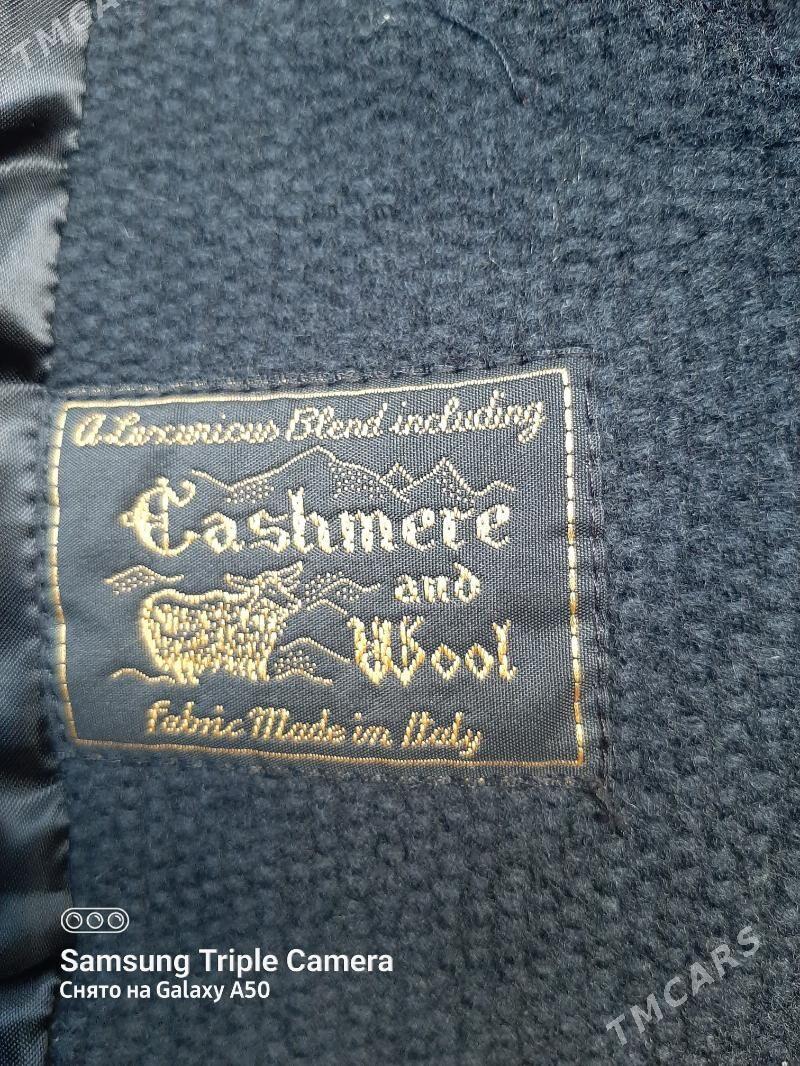 TMCARS
A Luxurious Blend including
Cashmere
and
Wool
Fabric Made in Italy
Samsung Triple Camera
Снято на Galaxy A50
TMCARS